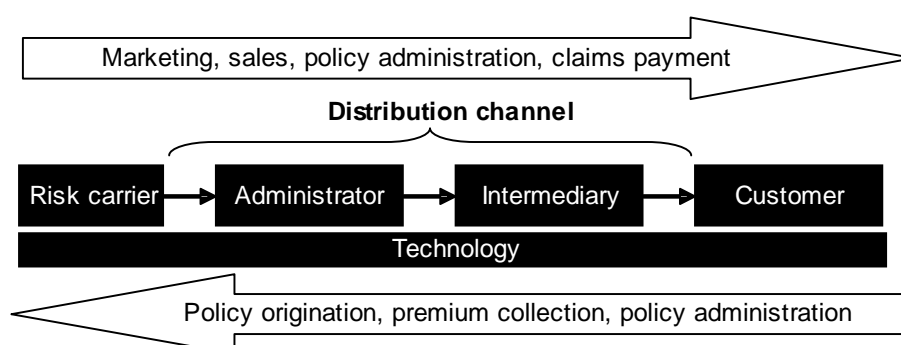 Marketing, sales, policy administration, claims payment
Distribution channel
Risk carrier
Administrator
Intermediary
Customer
Technology
Policy origination, premium collection, policy administration